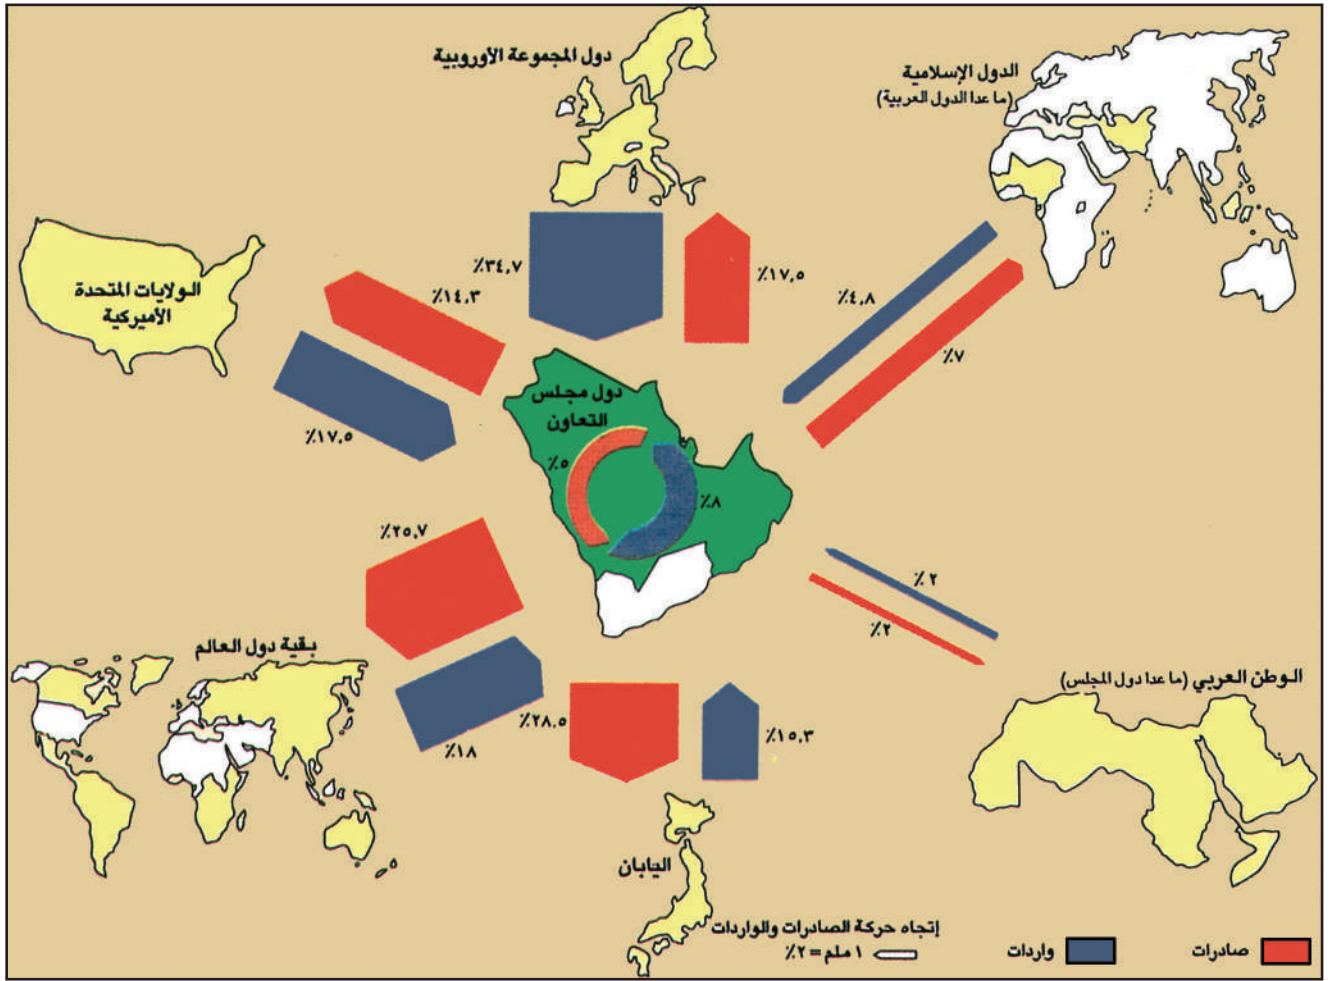 دول المجموعة الأوروبية
الدول الإسلامية
(ما عدا الدول العربية)
الولايات المتحدة
الأميركية
٪٣٤,٧
٪١٧,٥
٪١٤,٣
٪١٧,٥
٪٤,٨
٪٧
دول مجلس
التعاون
٪٥
٪٨
٪٢
٪٢
٪٢٥,٧
٪١٨
٪٢٨,٥
٪١٥,٣
بقية دول العالم
الوطن العربي (ما عدا دول المجلس)
اليابان
إتجاه حركة الصادرات والواردات
١ ملم = ٢٪
صادرات
واردات